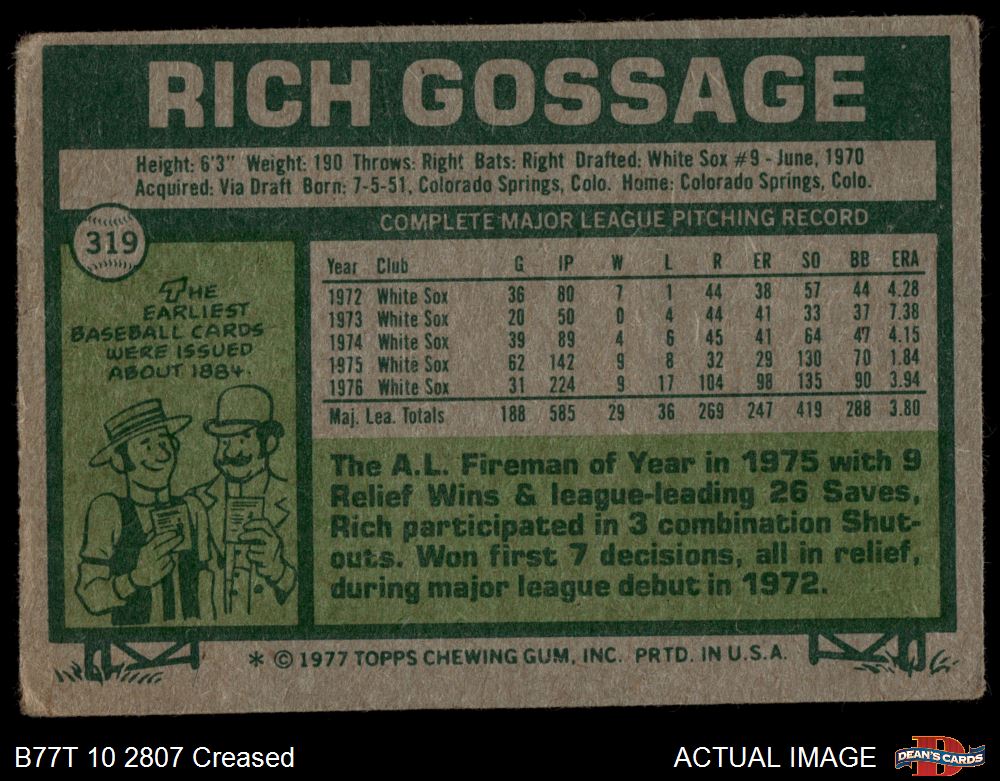 RICH GOSSAGE
Height: 6'3" Weight: 190 Throws: Right Bats: Right Drafted: White Sox #9 - June, 1970
Acquired: Via Draft Born: 7-5-51, Colorado Springs, Colo. Home: Colorado Springs, Colo.
319
COMPLETE MAJOR LEAGUE PITCHING RECORD
Year Club G IP W L R ER SO BB ERA
1972 White Sox 36 80 7 1 44 38 57 44 4.28
1973 White Sox 20 50 0 4 44 41 33 37 7.38
1974 White Sox 39 89 4 6 45 41 64 47 4.15
1975 White Sox 62 142 9 8 32 29 130 70 1.84
1976 White Sox 31 224 9 17 104 98 135 90 3.94
Maj. Lea. Totals 188 585 29 36 269 247 419 288 3.80
THE
EARLIEST
BASEBALL CARDS
WERE ISSUED
ABOUT 1884.
The A.L. Fireman of Year in 1975 with 9
Relief Wins & league-leading 26 Saves,
Rich participated in 3 combination Shut-
outs. Won first 7 decisions, all in relief,
during major league debut in 1972.
* © 1977 TOPPS CHEWING GUM, INC. PRTD. IN U.S.A.
B77T 10 2807 Creased
ACTUAL IMAGE
D
DEAN'S CARDS